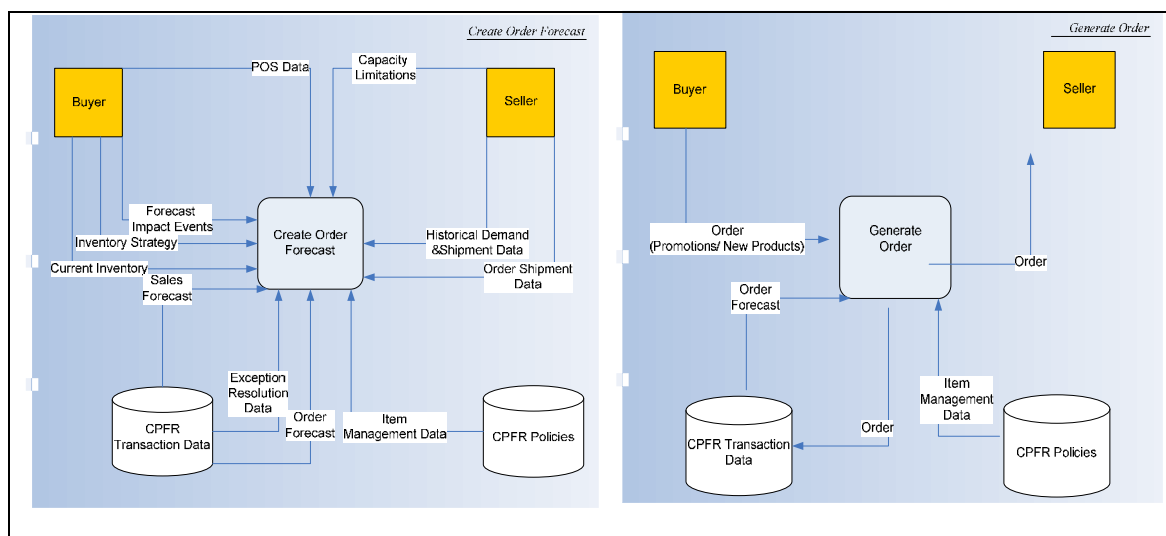 Create Order Forecast
POS Data
Capacity
Limitations
Buyer
Seller
Forecast
Impact Events
Create Order
Forecast
Inventory Strategy
Historical Demand
&Shipment Data
Current Inventory
Order Shipment
Data
Sales
Forecast
Exception
Resolution
Data
Order
Forecast
Item
Management Data
CPFR
Transaction Data
CPFR Policies
Generate Order
Buyer
Seller
Order
(Promotions/ New Products)
Generate
Order
Order
Order
Forecast
Item
Management
Data
Order
CPFR Transaction
Data
CPFR Policies